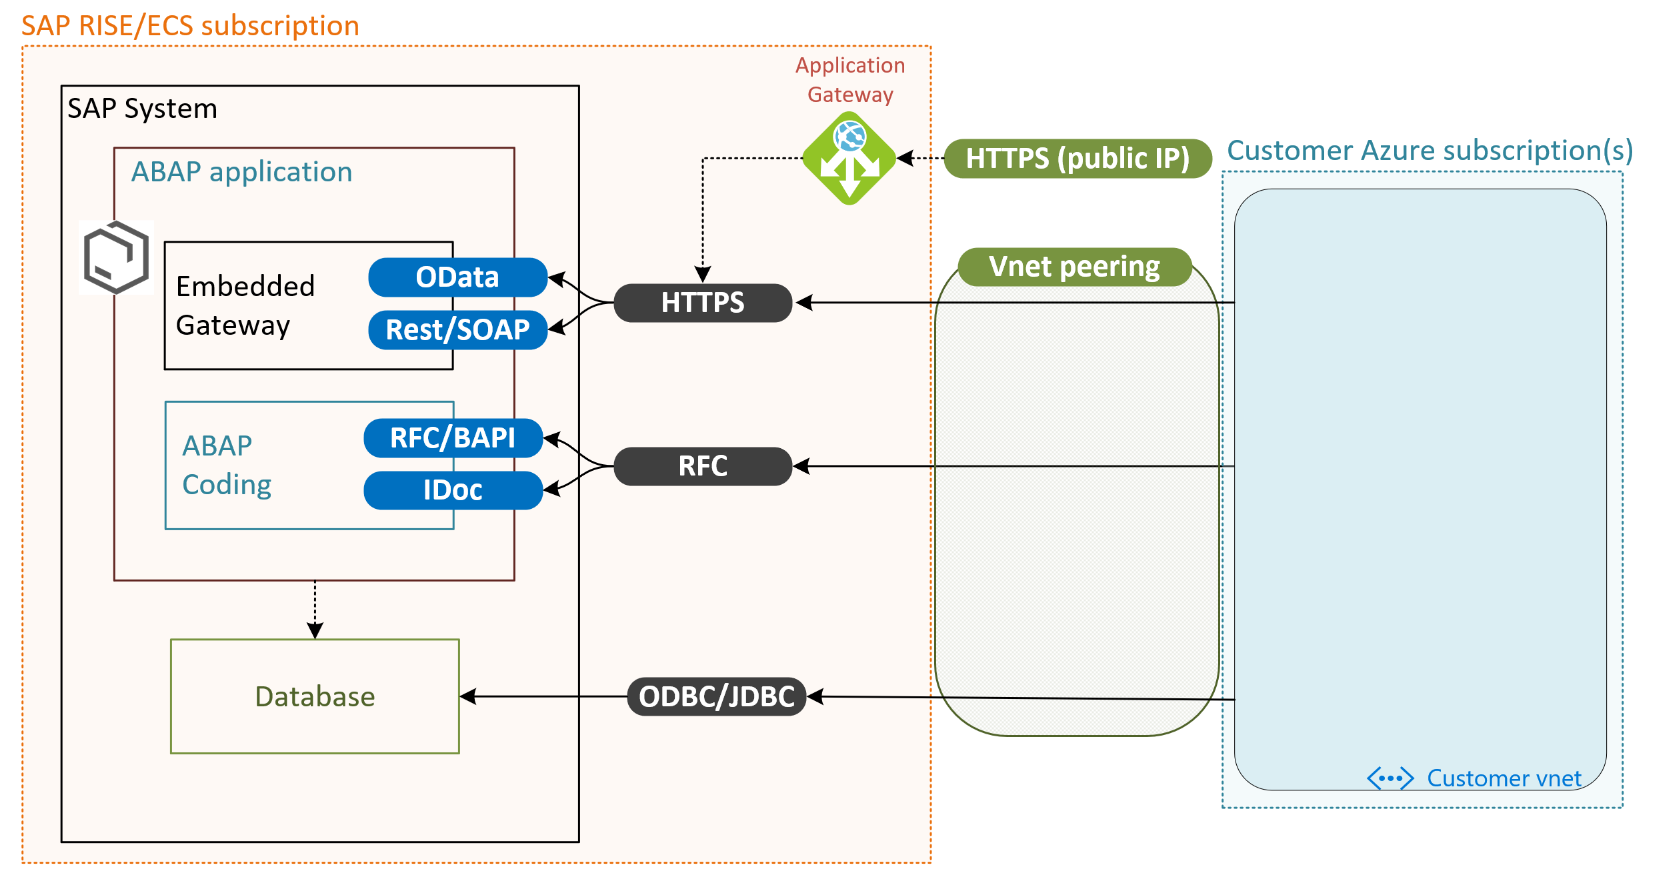 SAP RISE/ECS subscription
Application
Gateway
SAP System
HTTPS (public IP)
Customer Azure subscription(s)
ABAP application
Vnet peering
Embedded
Gateway
OData
Rest/SOAP
HTTPS
ABAP
Coding
RFC/BAPI
IDoc
RFC
Database
ODBC/JDBC
Customer vnet